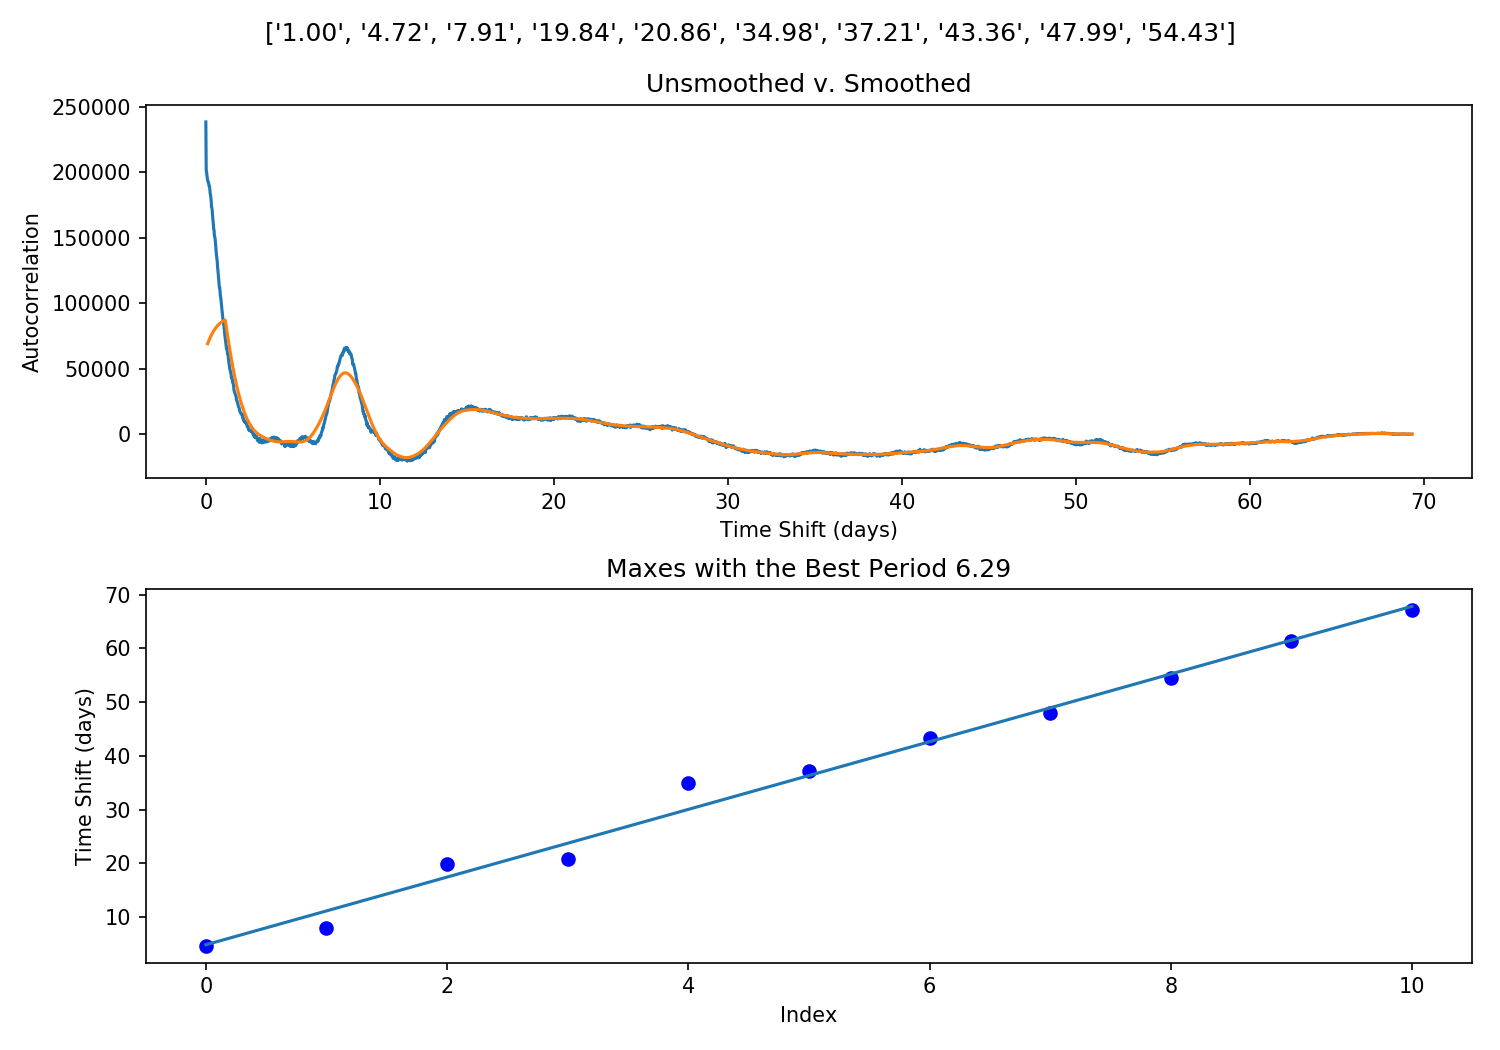 ['1.00', '4.72', '7.91', '19.84', '20.86', '34.98', '37.21', '43.36', '47.99', '54.43']
Unsmoothed v. Smoothed
250000
200000
150000
100000
50000
0
Autocorrelation
0 10 20 30 40 50 60 70
Time Shift (days)
Maxes with the Best Period 6.29
70
60
50
40
30
20
10
Time Shift (days)
0 2 4 6 8 10
Index